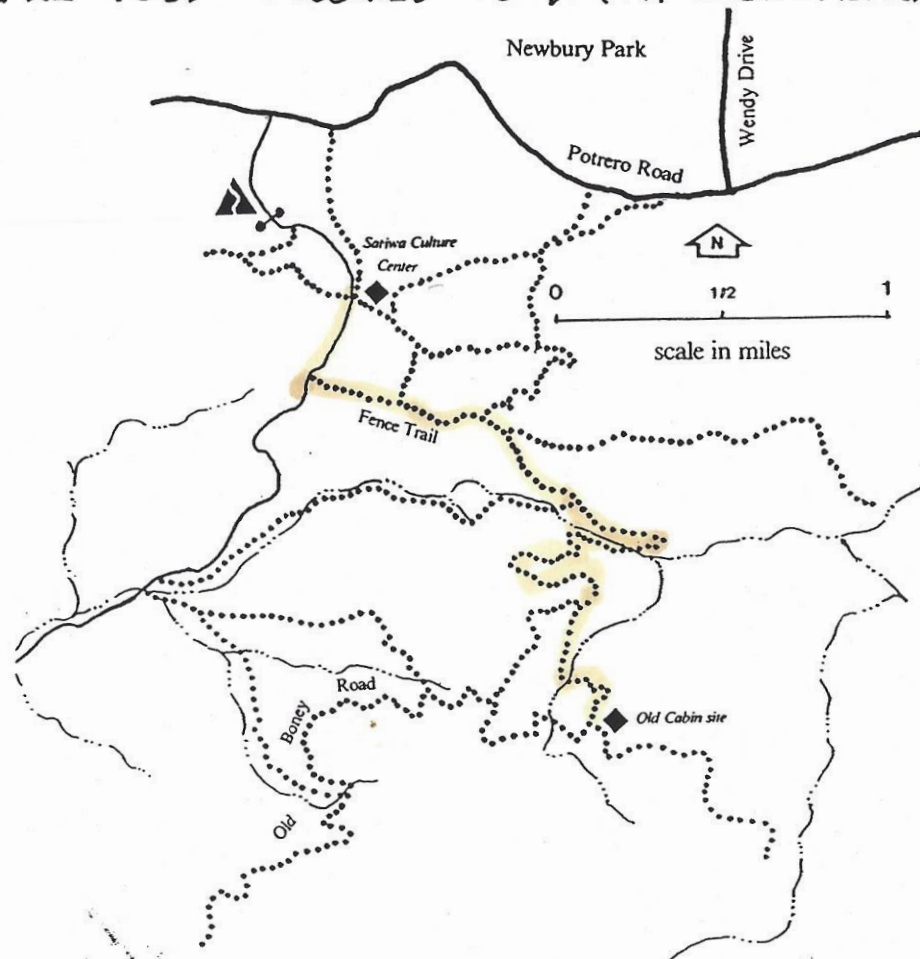 Newbury Park
Wendy Drive
Potrero Road
N
Satiwa Culture
Center
0 1/2 1
scale in miles
Fence Trail
Road
Boney
Old
Old Cabin site